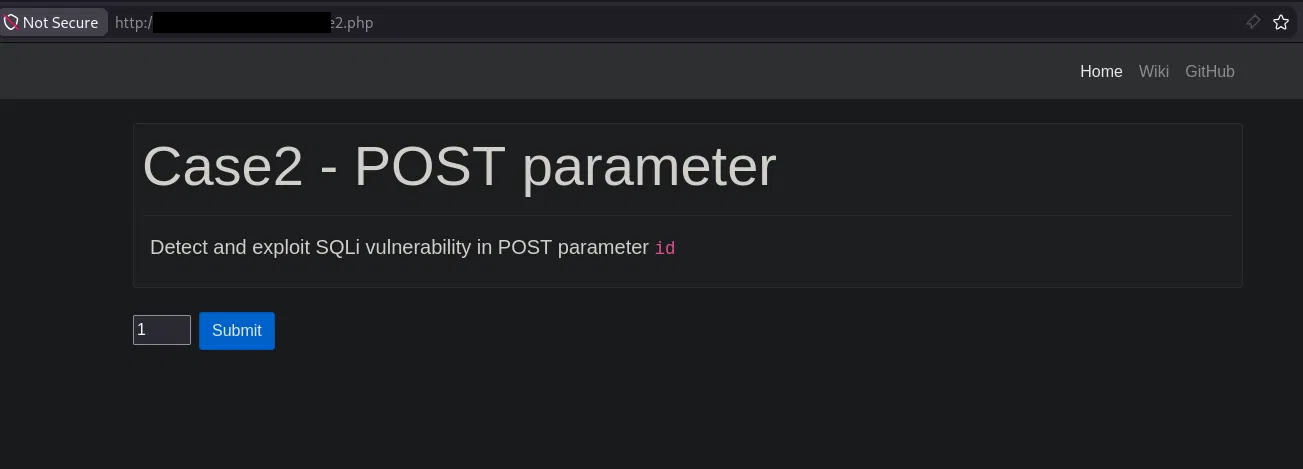 Not Secure http:/ e2.php
Home Wiki GitHub
Case2 - POST parameter
Detect and exploit SQLi vulnerability in POST parameter id
1 Submit